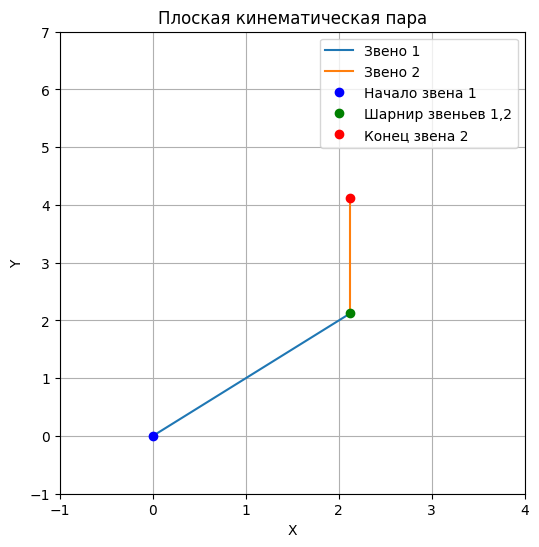 Плоская кинематическая пара
Звено 1
Звено 2
Начало звена 1
Шарнир звеньев 1,2
Конец звена 2
7
6
5
4
3
2
1
0
−1
Y
−1 0 1 2 3 4
X